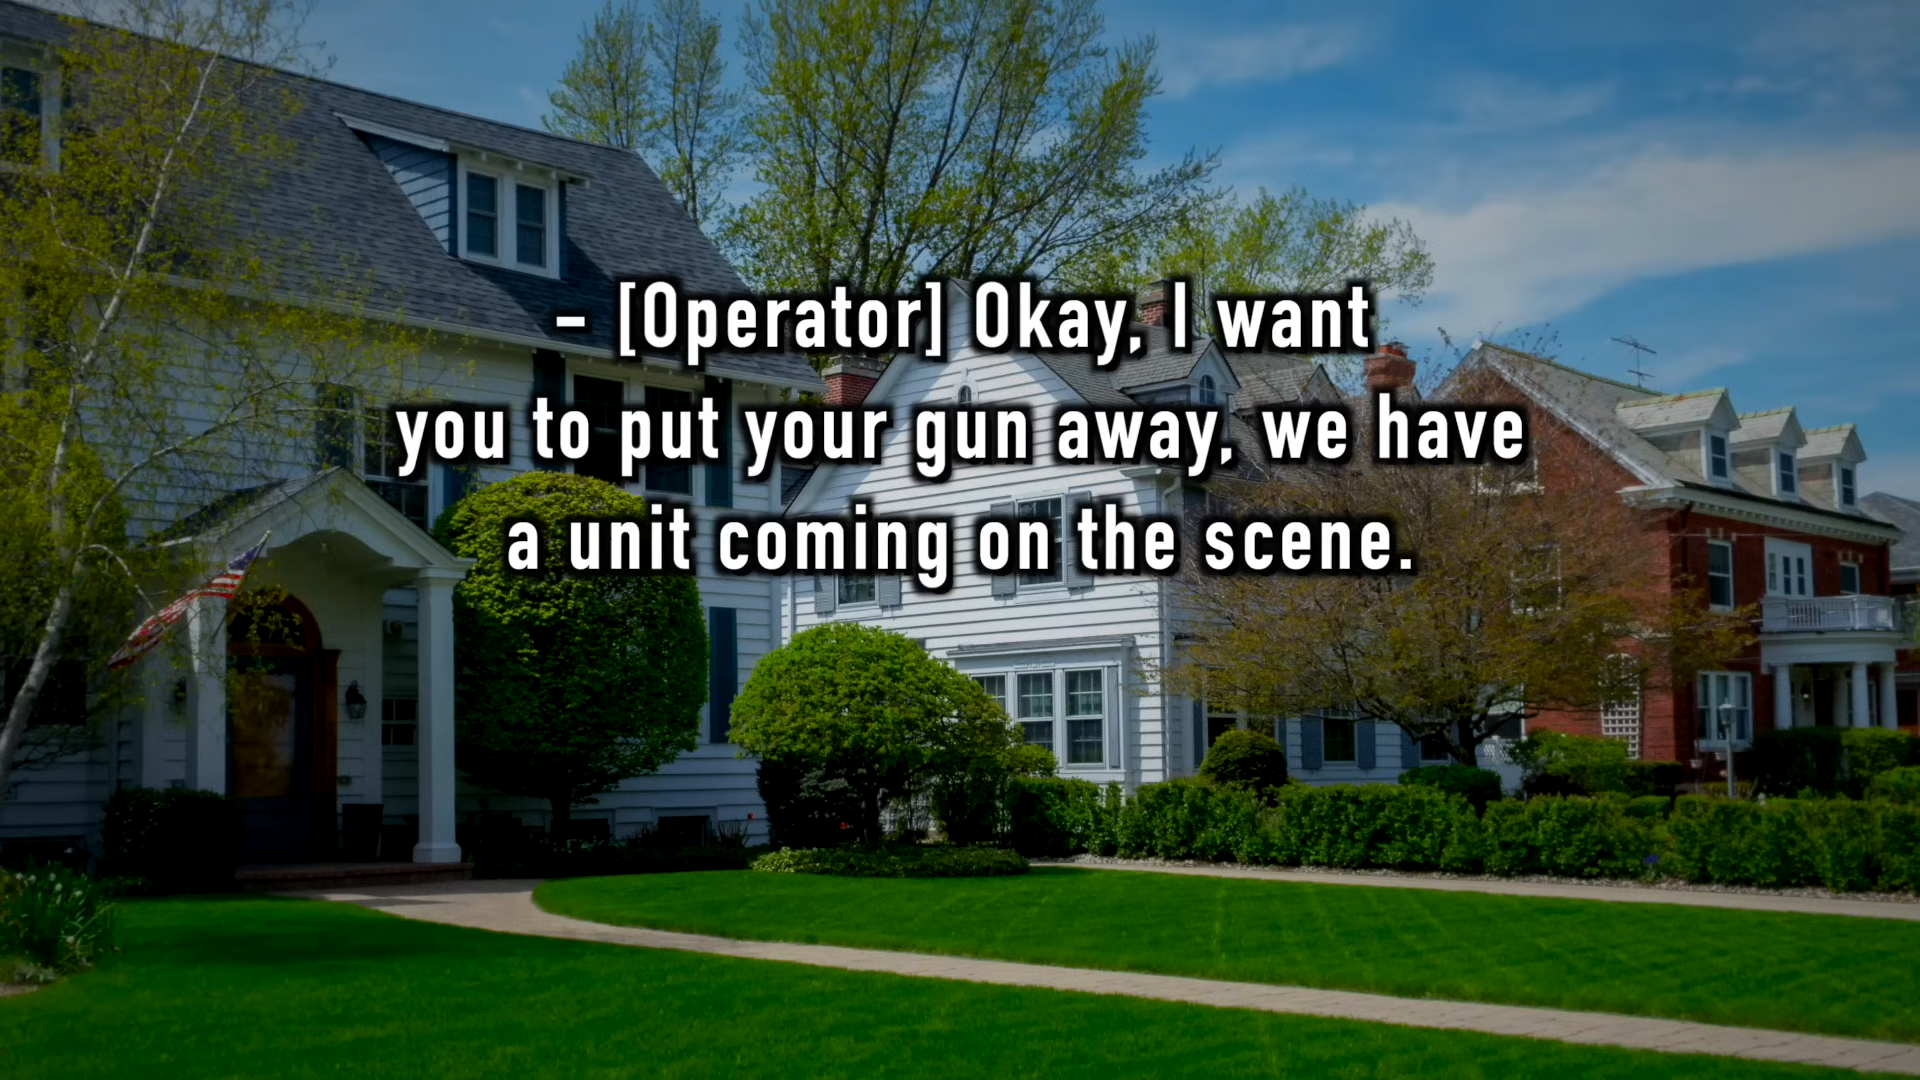 - [Operator] Okay, I want
you to put your gun away, we have
a unit coming on the scene.